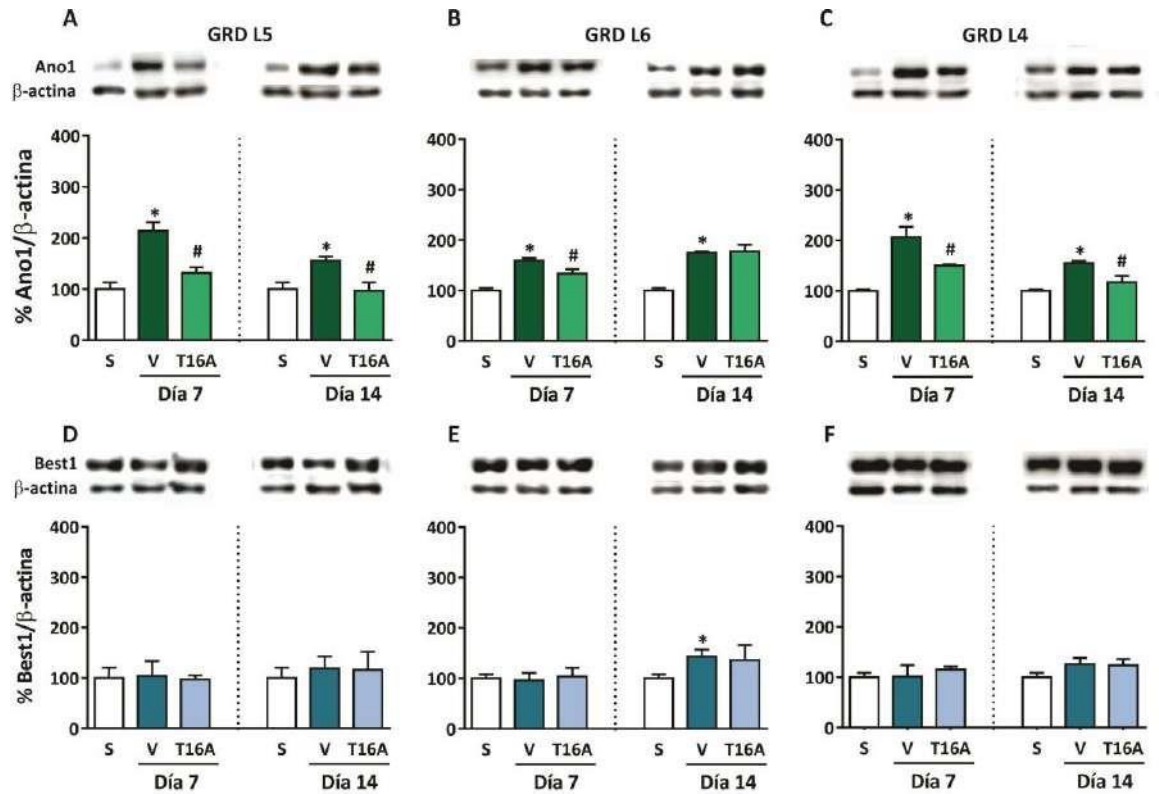 A
GRD L5
B
GRD L6
C
GRD L4
Ano1
β-actina
% Ano1/β-actina
400
300
200
100
0
*
#
*
#
S V T16A S V T16A
Día 7 Día 14
400
300
200
100
0
*
#
*
S V T16A S V T16A
Día 7 Día 14
400
300
200
100
0
*
#
*
#
S V T16A S V T16A
Día 7 Día 14
D
E
F
Best1
β-actina
% Best1/β-actina
400
300
200
100
0
S V T16A S V T16A
Día 7 Día 14
400
300
200
100
0
*
S V T16A S V T16A
Día 7 Día 14
400
300
200
100
0
S V T16A S V T16A
Día 7 Día 14